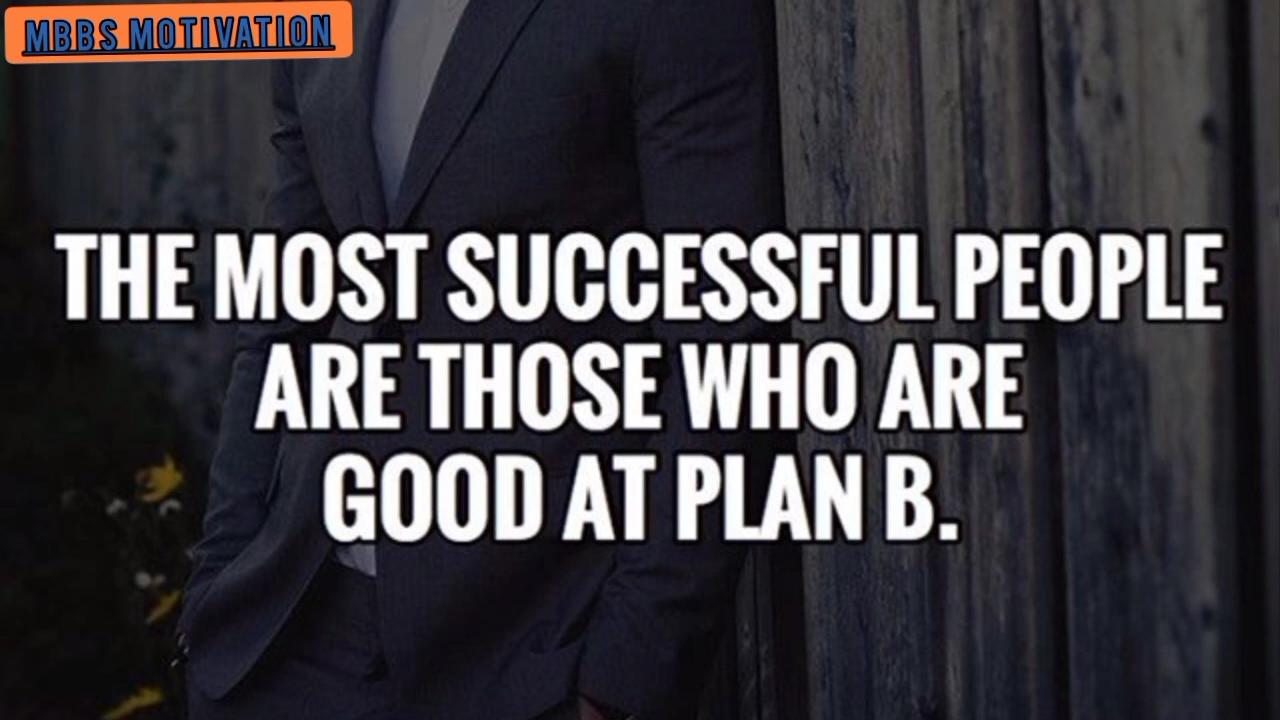 MBBS MOTIVATION
THE MOST SUCCESSFUL PEOPLE
ARE THOSE WHO ARE
GOOD AT PLAN B.